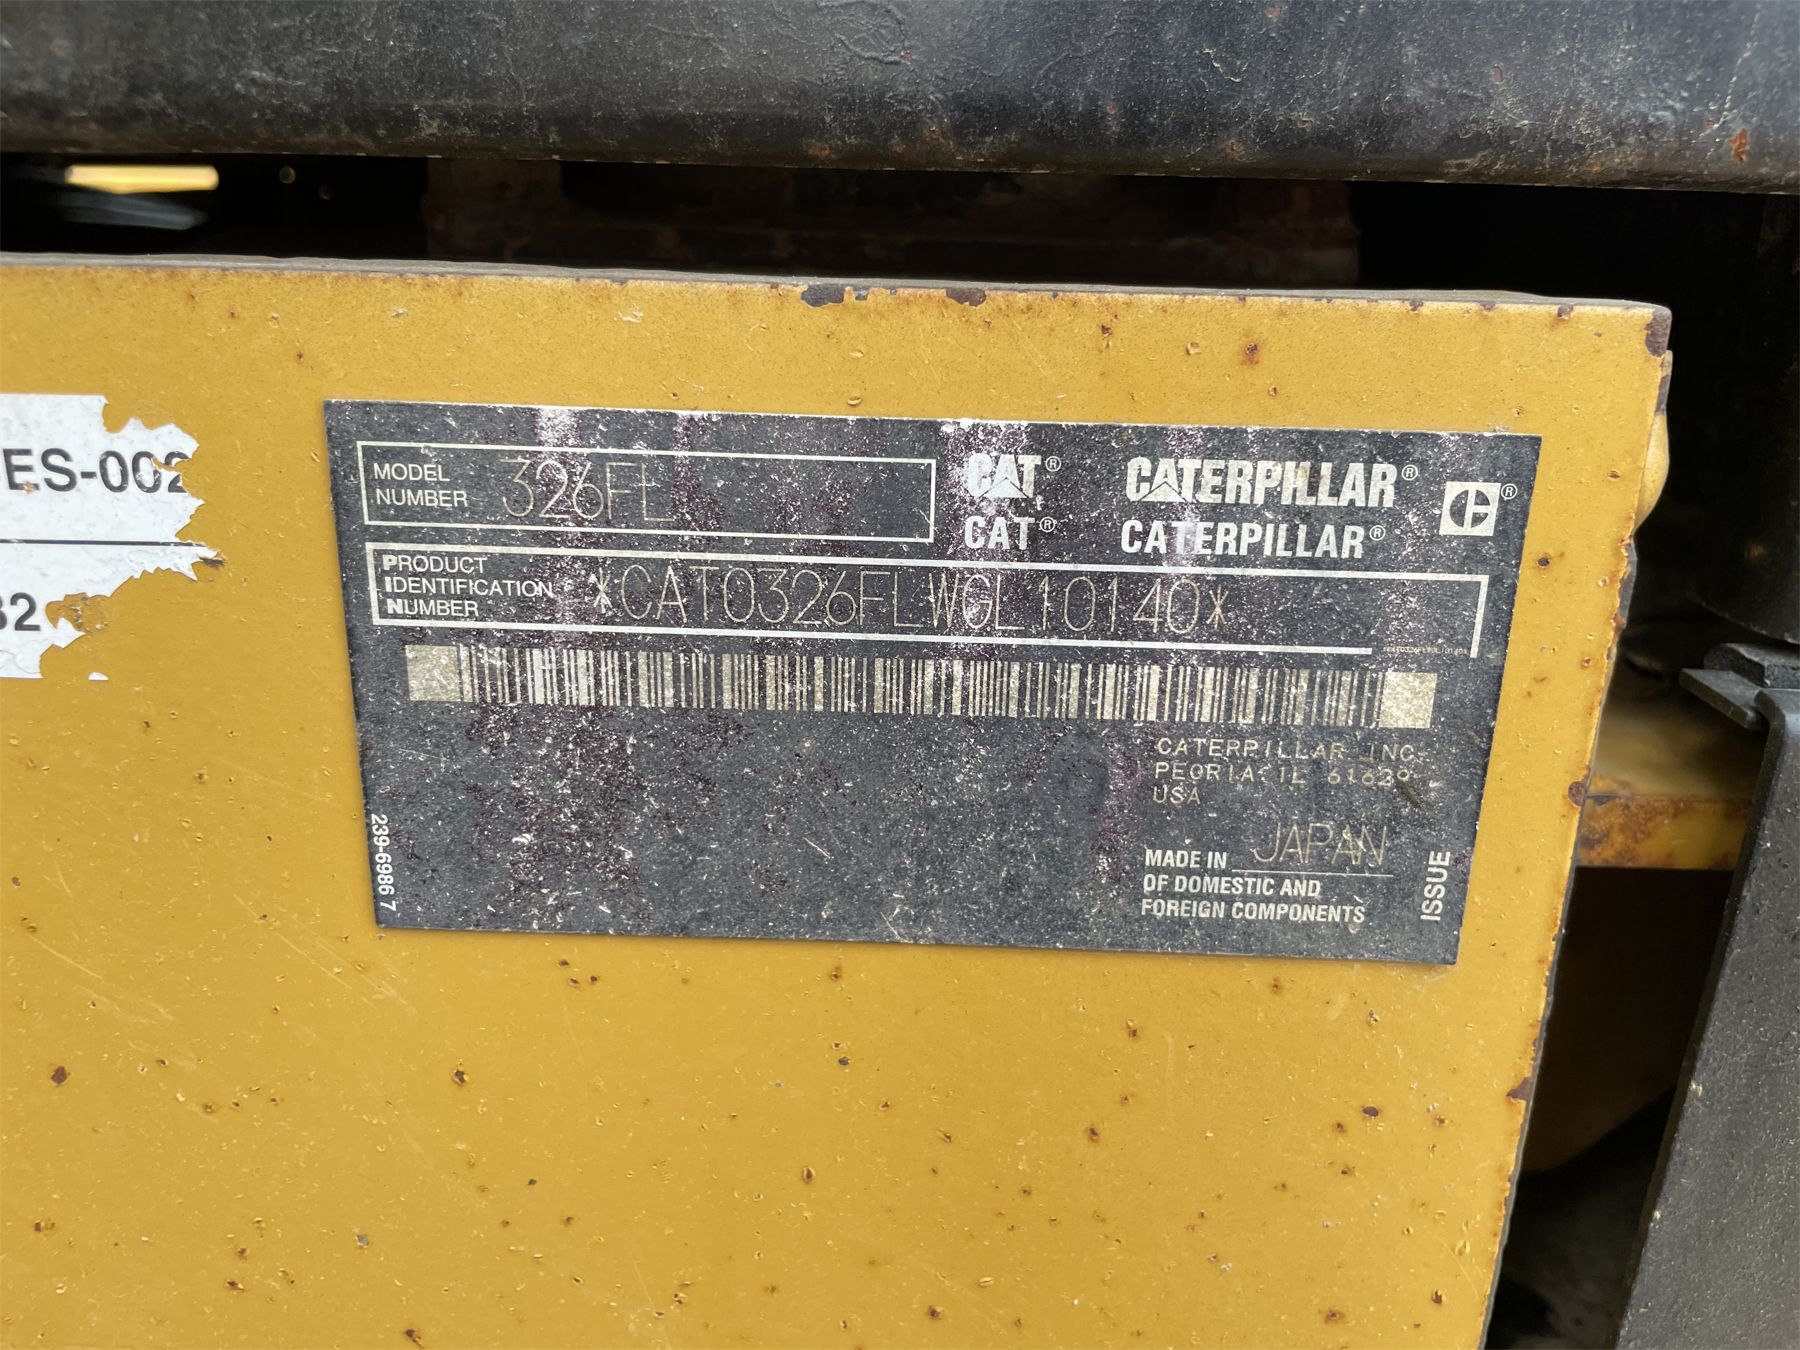 ES-002
32
MODEL
NUMBER 326FL
CAT® CATERPILLAR® ®
CAT® CATERPILLAR®
PRODUCT
IDENTIFICATION
NUMBER *CAT0326FLWGL10140*
CATERPILLAR INC
PEORIA IL 61629
USA
MADE IN JAPAN
OF DOMESTIC AND
FOREIGN COMPONENTS
ISSUE
239-6986 7